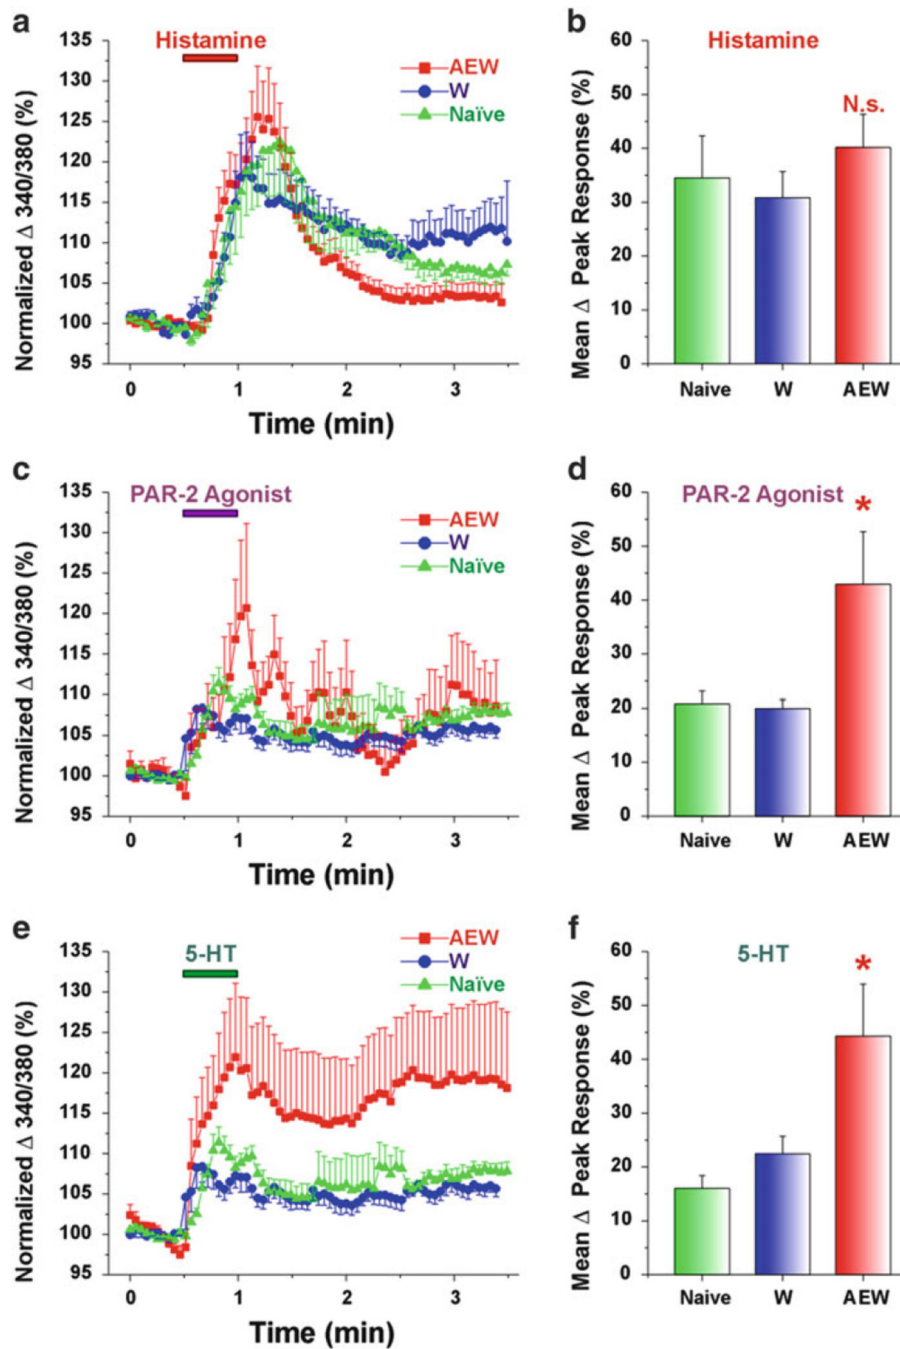 a
Histamine
AEW
W
Naïve
Normalized Δ 340/380 (%)
135
130
125
120
115
110
105
100
95
0 1 2 3
Time (min)
b
Histamine
N.s.
Mean Δ Peak Response (%)
60
50
40
30
20
10
0
Naive W AEW
c
PAR-2 Agonist
AEW
W
Naïve
Normalized Δ 340/380 (%)
135
130
125
120
115
110
105
100
95
0 1 2 3
Time (min)
d
PAR-2 Agonist
*
Mean Δ Peak Response (%)
60
50
40
30
20
10
0
Naive W AEW
e
5-HT
AEW
W
Naïve
Normalized Δ 340/380 (%)
135
130
125
120
115
110
105
100
95
0 1 2 3
Time (min)
f
5-HT
*
Mean Δ Peak Response (%)
60
50
40
30
20
10
0
Naive W AEW